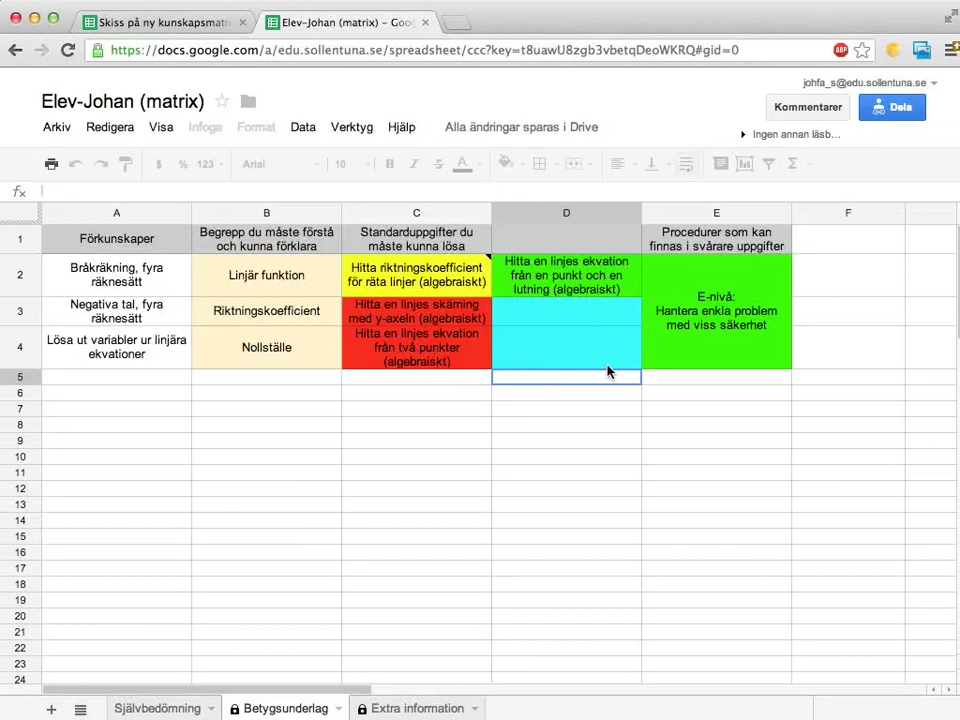 Skiss på ny kunskapsmatri
Elev-Johan (matrix) – Goo
https://docs.google.com/a/edu.sollentuna.se/spreadsheet/ccc?key=t8uawU8zgb3vbetqDeoWKRQ#gid=0
ABP
johfa_s@edu.sollentuna.se
Elev-Johan (matrix)
Kommentarer
Dela
Arkiv Redigera Visa Infoga Format Data Verktyg Hjälp Alla ändringar sparas i Drive
Ingen annan läsb...
$ % 123 Arial 10 B I S A Σ
fx
A B C D E F
1
Förkunskaper
Begrepp du måste förstå
och kunna förklara
Standarduppgifter du
måste kunna lösa
Procedurer som kan
finnas i svårare uppgifter
2
Bråkräkning, fyra
räknesätt
Linjär funktion
Hitta riktningskoefficient
för räta linjer (algebraiskt)
Hitta en linjes ekvation
från en punkt och en
lutning (algebraiskt)
E-nivå:
Hantera enkla problem
med viss säkerhet
3
Negativa tal, fyra
räknesätt
Riktningskoefficient
Hitta en linjes skärning
med y-axeln (algebraiskt)
4
Lösa ut variabler ur linjära
ekvationer
Nollställe
Hitta en linjes ekvation
från två punkter
(algebraiskt)
5
6
7
8
9
10
11
12
13
14
15
16
17
18
19
20
21
22
23
24
Självbedömning Betygsunderlag Extra information